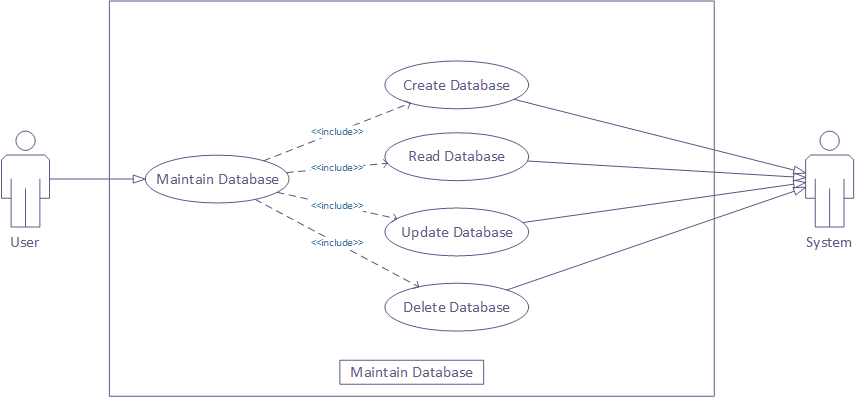 Create Database
<<include>>
Read Database
<<include>>
Maintain Database
<<include>>
Update Database
<<include>>
User
System
Delete Database
Maintain Database